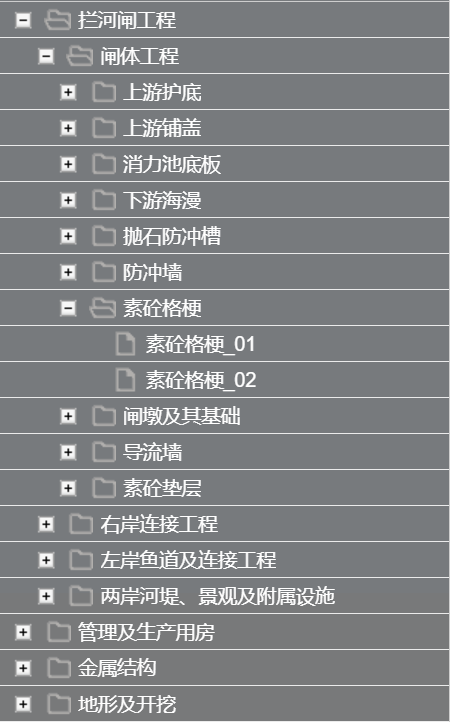 拦河闸工程
闸体工程
上游护底
上游铺盖
消力池底板
下游海漫
抛石防冲槽
防冲墙
素砼格梗
素砼格梗_01
素砼格梗_02
闸墩及其基础
导流墙
素砼垫层
右岸连接工程
左岸鱼道及连接工程
两岸河堤、景观及附属设施
管理及生产用房
金属结构
地形及开挖